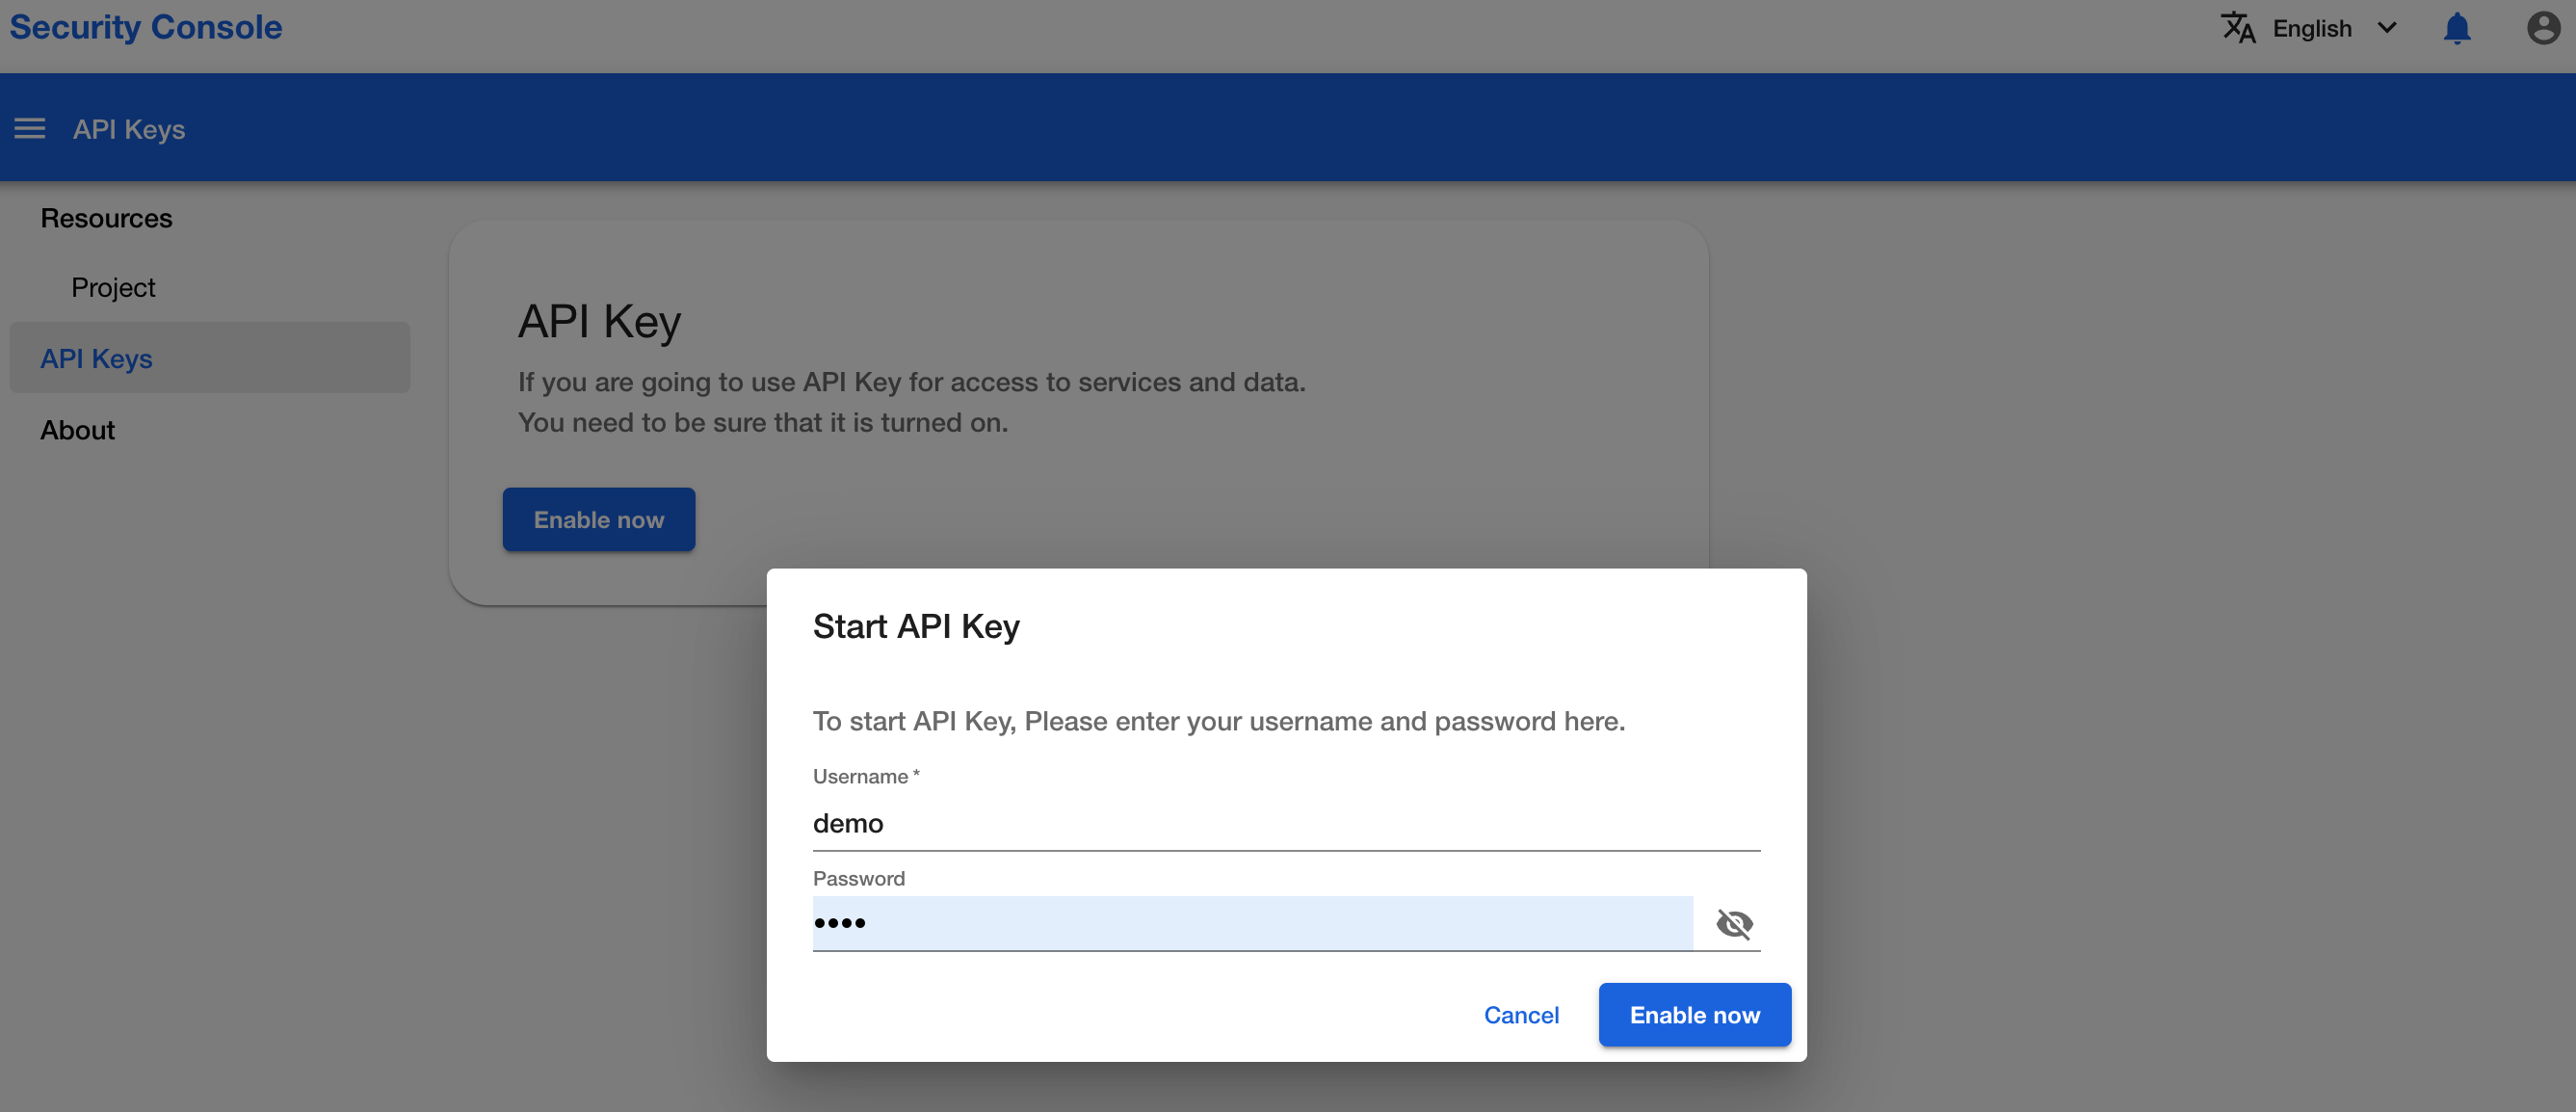 Security Console
English
API Keys
Resources
Project
API Keys
About
API Key
If you are going to use API Key for access to services and data.
You need to be sure that it is turned on.
Enable now
Start API Key
To start API Key, Please enter your username and password here.
Username *
demo
Password
••••
Cancel
Enable now